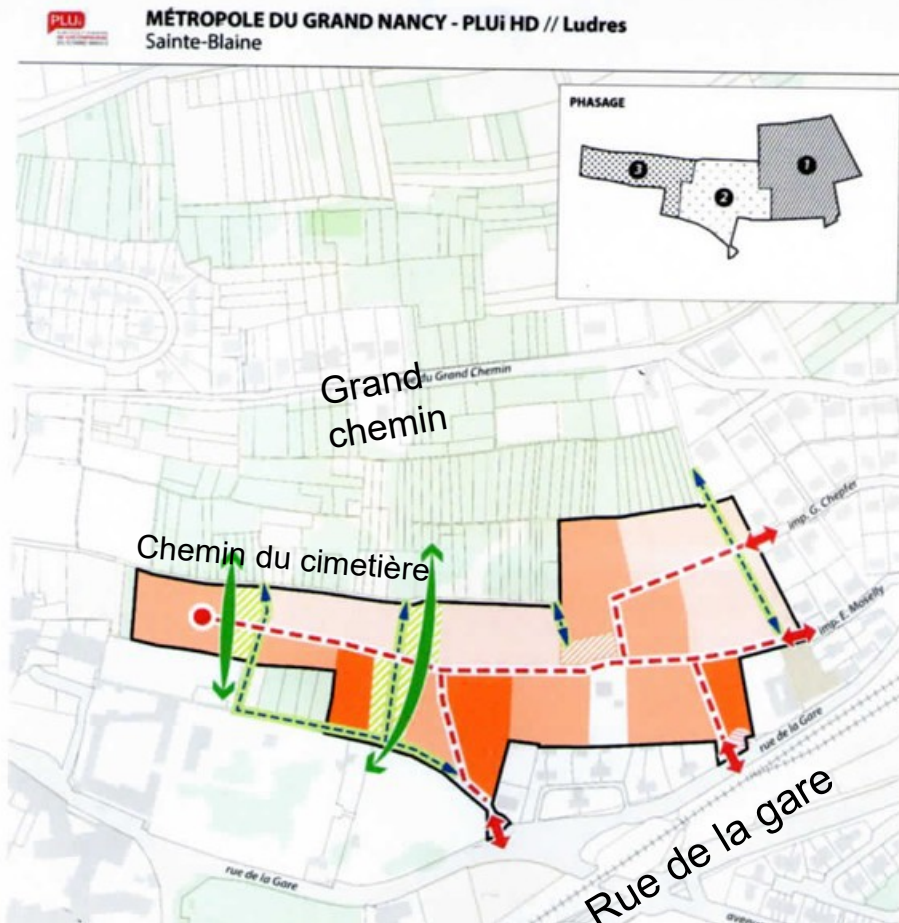 PLUi
MÉTROPOLE DU GRAND NANCY - PLUi HD // Ludres
Sainte-Blaine
PHASAGE
3
2
1
du Grand Chemin
Grand
chemin
imp. G. Chepfer
Chemin du cimetière
imp. E. Moselly
rue de la Gare
Rue de la gare
rue de la Gare